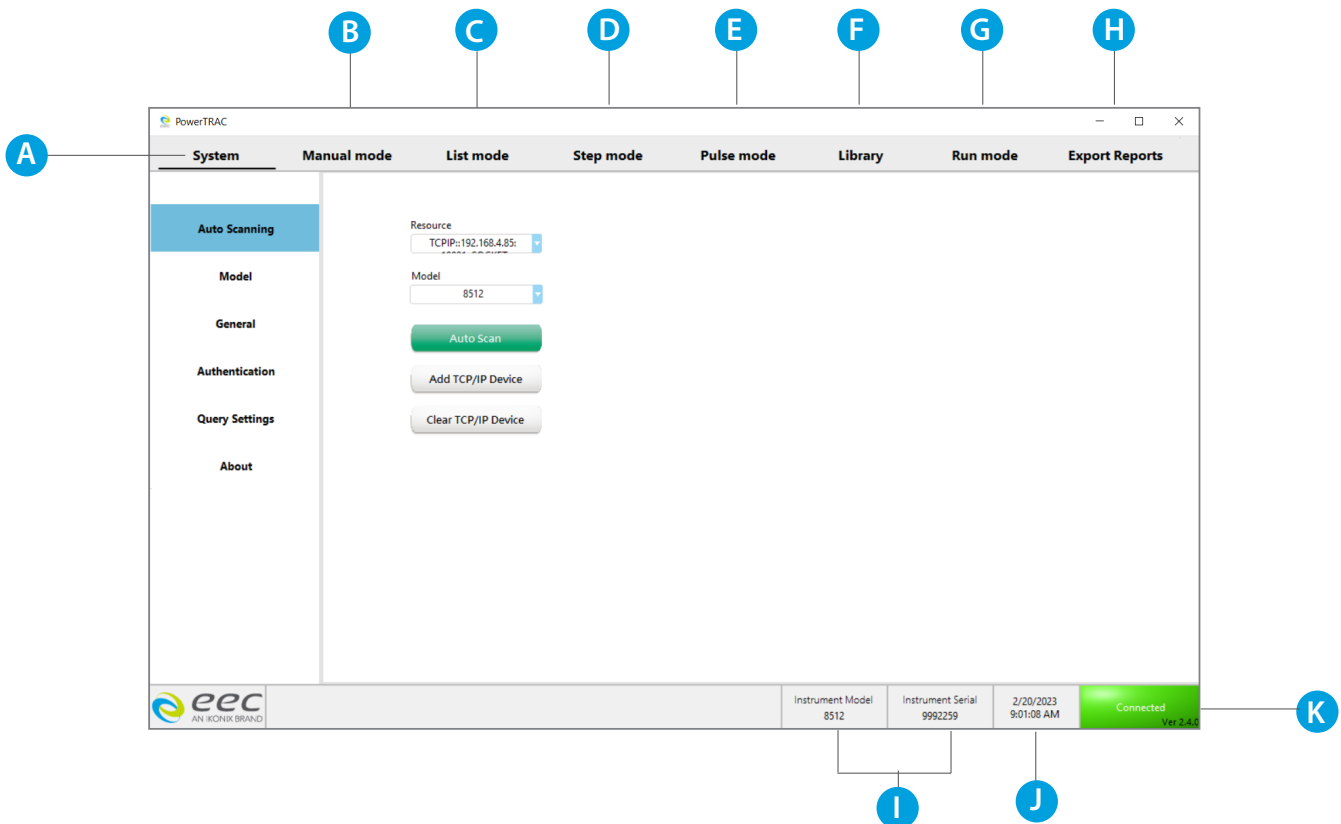 B C D E F G H
PowerTRAC
A
System Manual mode List mode Step mode Pulse mode Library Run mode Export Reports
Auto Scanning
Model
General
Authentication
Query Settings
About
Resource
TCPIP::192.168.4.85:
Model
8512
Auto Scan
Add TCP/IP Device
Clear TCP/IP Device
eec
AN IKONIX BRAND
Instrument Model
8512
Instrument Serial
9992259
2/20/2023
9:01:08 AM
Connected
Ver 2.4.0
K
I
J